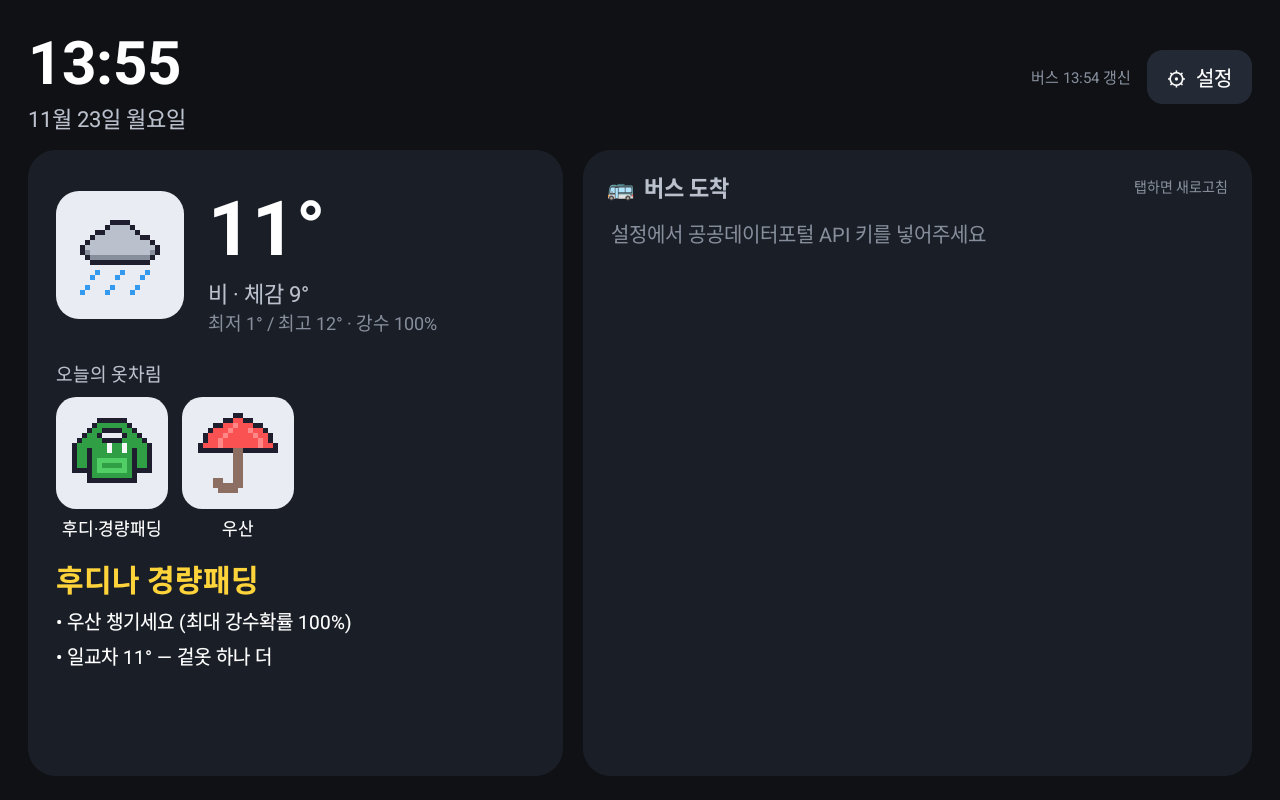 13:55
11월 23일 월요일
버스 13:54 갱신
⚙ 설정
11°
비 · 체감 9°
최저 1° / 최고 12° · 강수 100%
오늘의 옷차림
후디·경량패딩
우산
후디나 경량패딩
• 우산 챙기세요 (최대 강수확률 100%)
• 일교차 11° — 겉옷 하나 더
🚌 버스 도착
탭하면 새로고침
설정에서 공공데이터포털 API 키를 넣어주세요